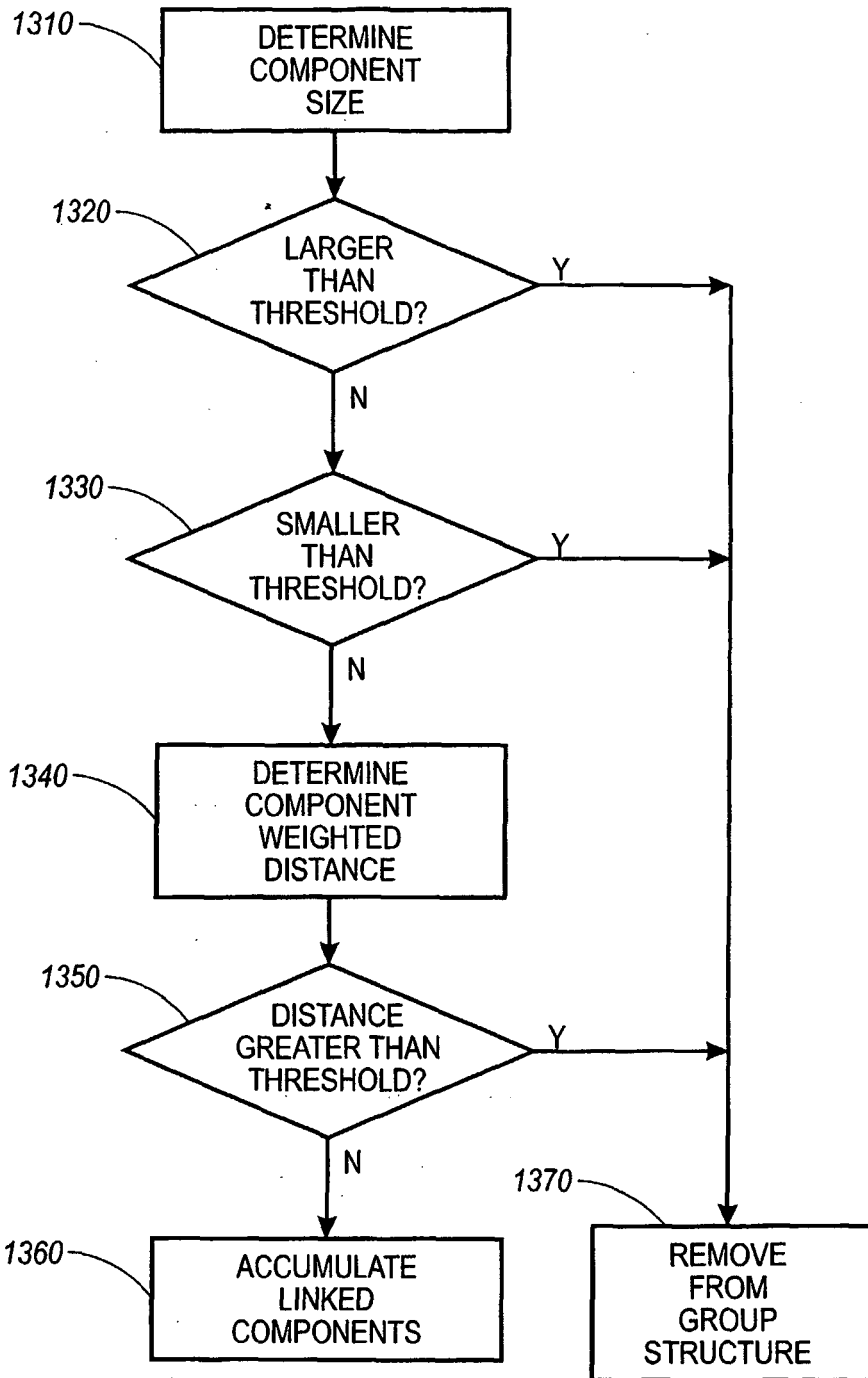 1310
DETERMINE
COMPONENT
SIZE
1320
LARGER
THAN
THRESHOLD?
Y
N
1330
SMALLER
THAN
THRESHOLD?
Y
N
1340
DETERMINE
COMPONENT
WEIGHTED
DISTANCE
1350
DISTANCE
GREATER THAN
THRESHOLD?
Y
N
1360
ACCUMULATE
LINKED
COMPONENTS
1370
REMOVE
FROM
GROUP
STRUCTURE